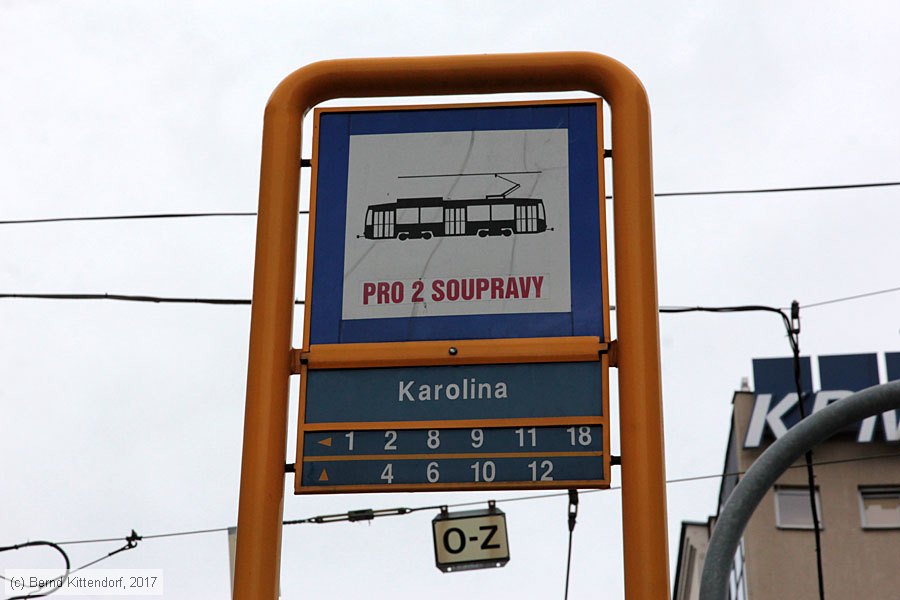 PRO 2 SOUPRAVY
Karolina
1 2 8 9 11 18
4 6 10 12
O-Z
(c) Bernd Kittendorf, 2017